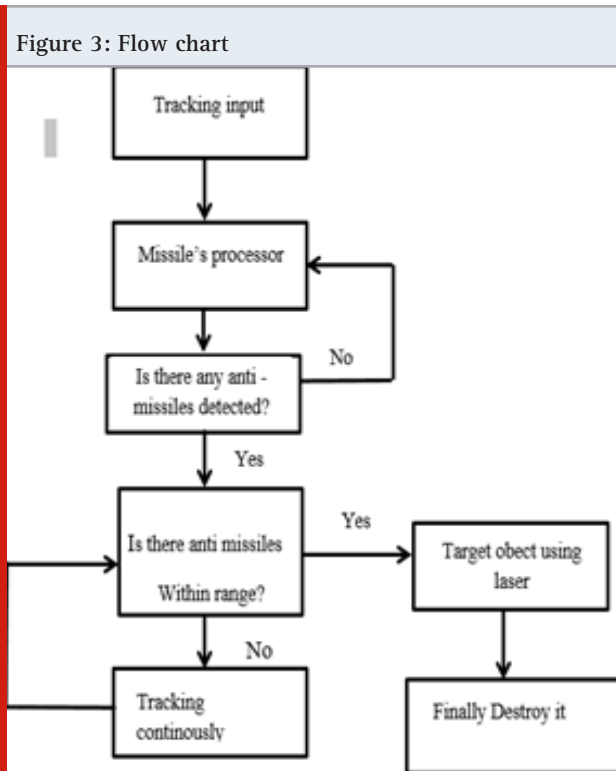 Figure 3: Flow chart
Tracking input
Missile's processor
No
Is there any anti -
missiles detected?
Yes
Is there anti missiles
Within range?
Yes
Target obect using
laser
No
Tracking
continously
Finally Destroy it